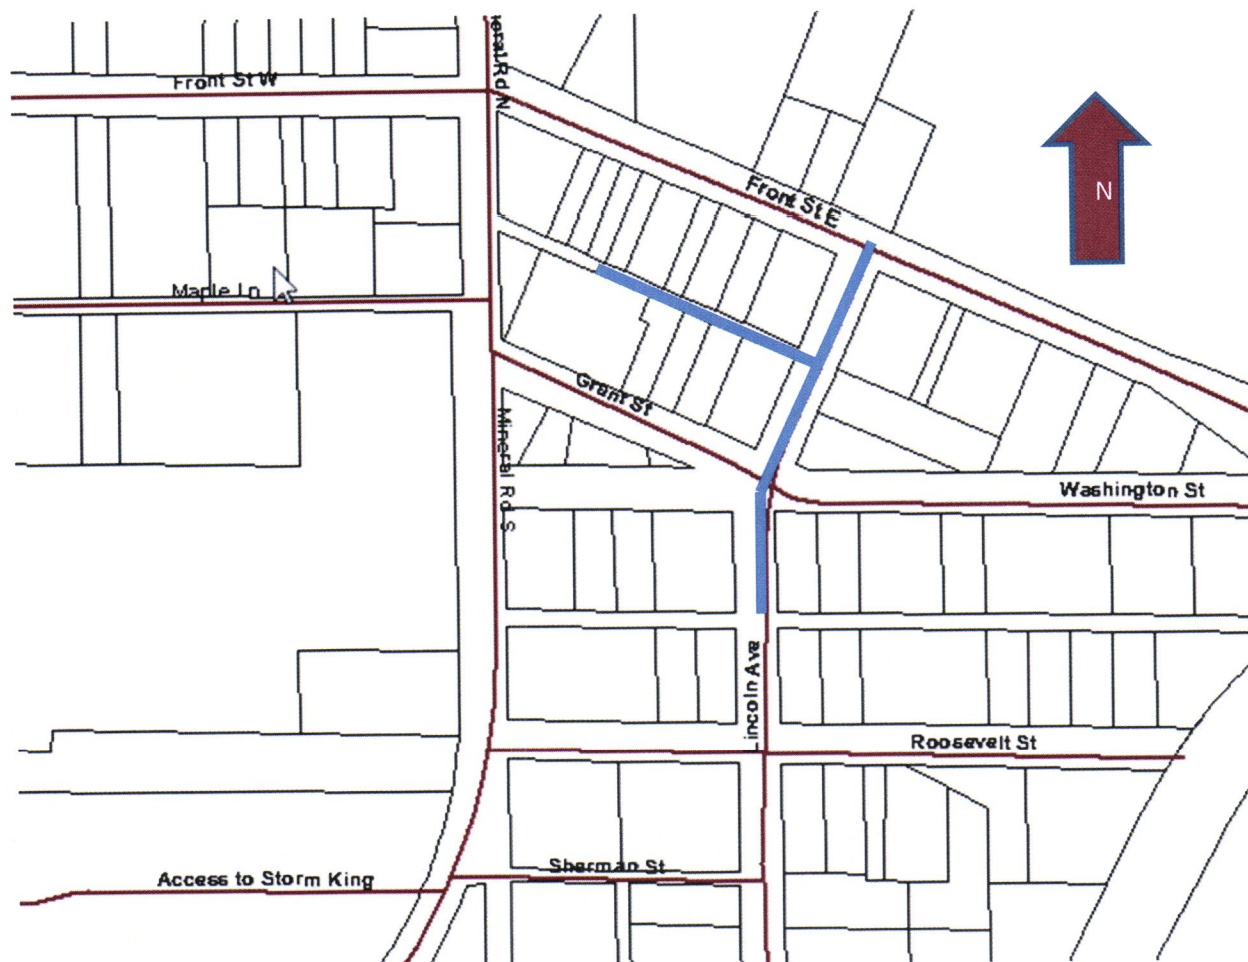 Front St W
Front St E
N
Maple Ln
Grant St
Mineral Rd S
Washington St
Lincoln Ave
Roosevelt St
Sherman St
Access to Storm King